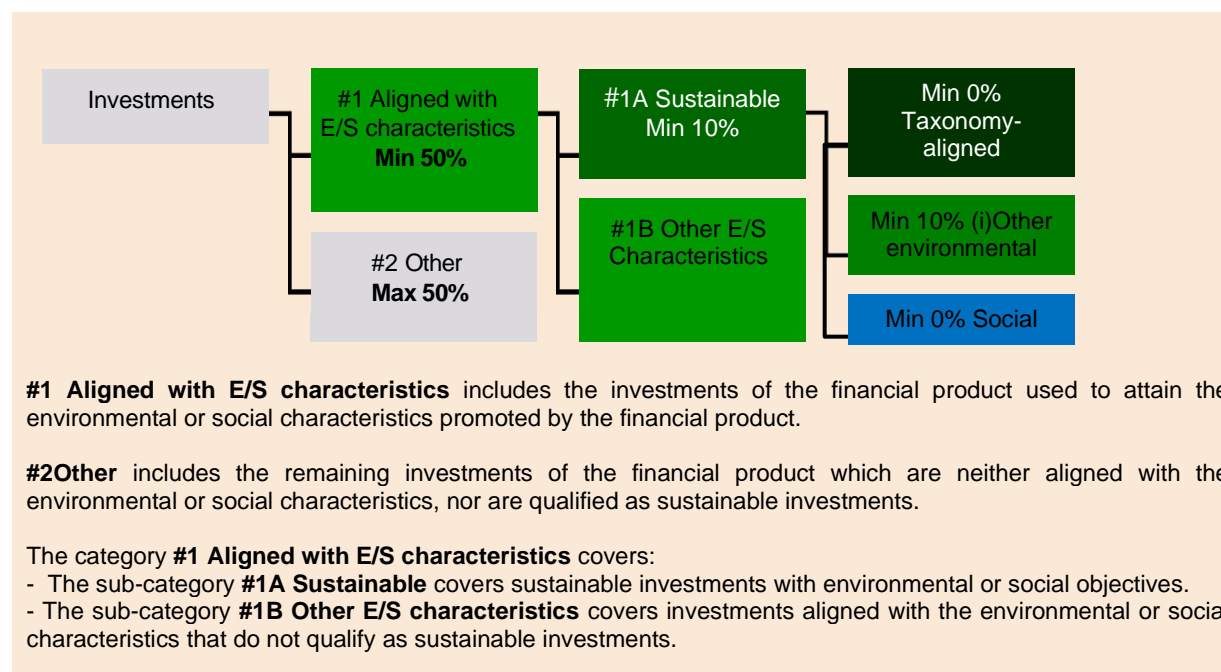 Investments
#1 Aligned with
E/S characteristics
Min 50%
#2 Other
Max 50%
#1A Sustainable
Min 10%
#1B Other E/S
Characteristics
Min 0%
Taxonomy-
aligned
Min 10% (i)Other
environmental
Min 0% Social
#1 Aligned with E/S characteristics includes the investments of the financial product used to attain the
environmental or social characteristics promoted by the financial product.
#2Other includes the remaining investments of the financial product which are neither aligned with the
environmental or social characteristics, nor are qualified as sustainable investments.
The category #1 Aligned with E/S characteristics covers:
- The sub-category #1A Sustainable covers sustainable investments with environmental or social objectives.
- The sub-category #1B Other E/S characteristics covers investments aligned with the environmental or social
characteristics that do not qualify as sustainable investments.